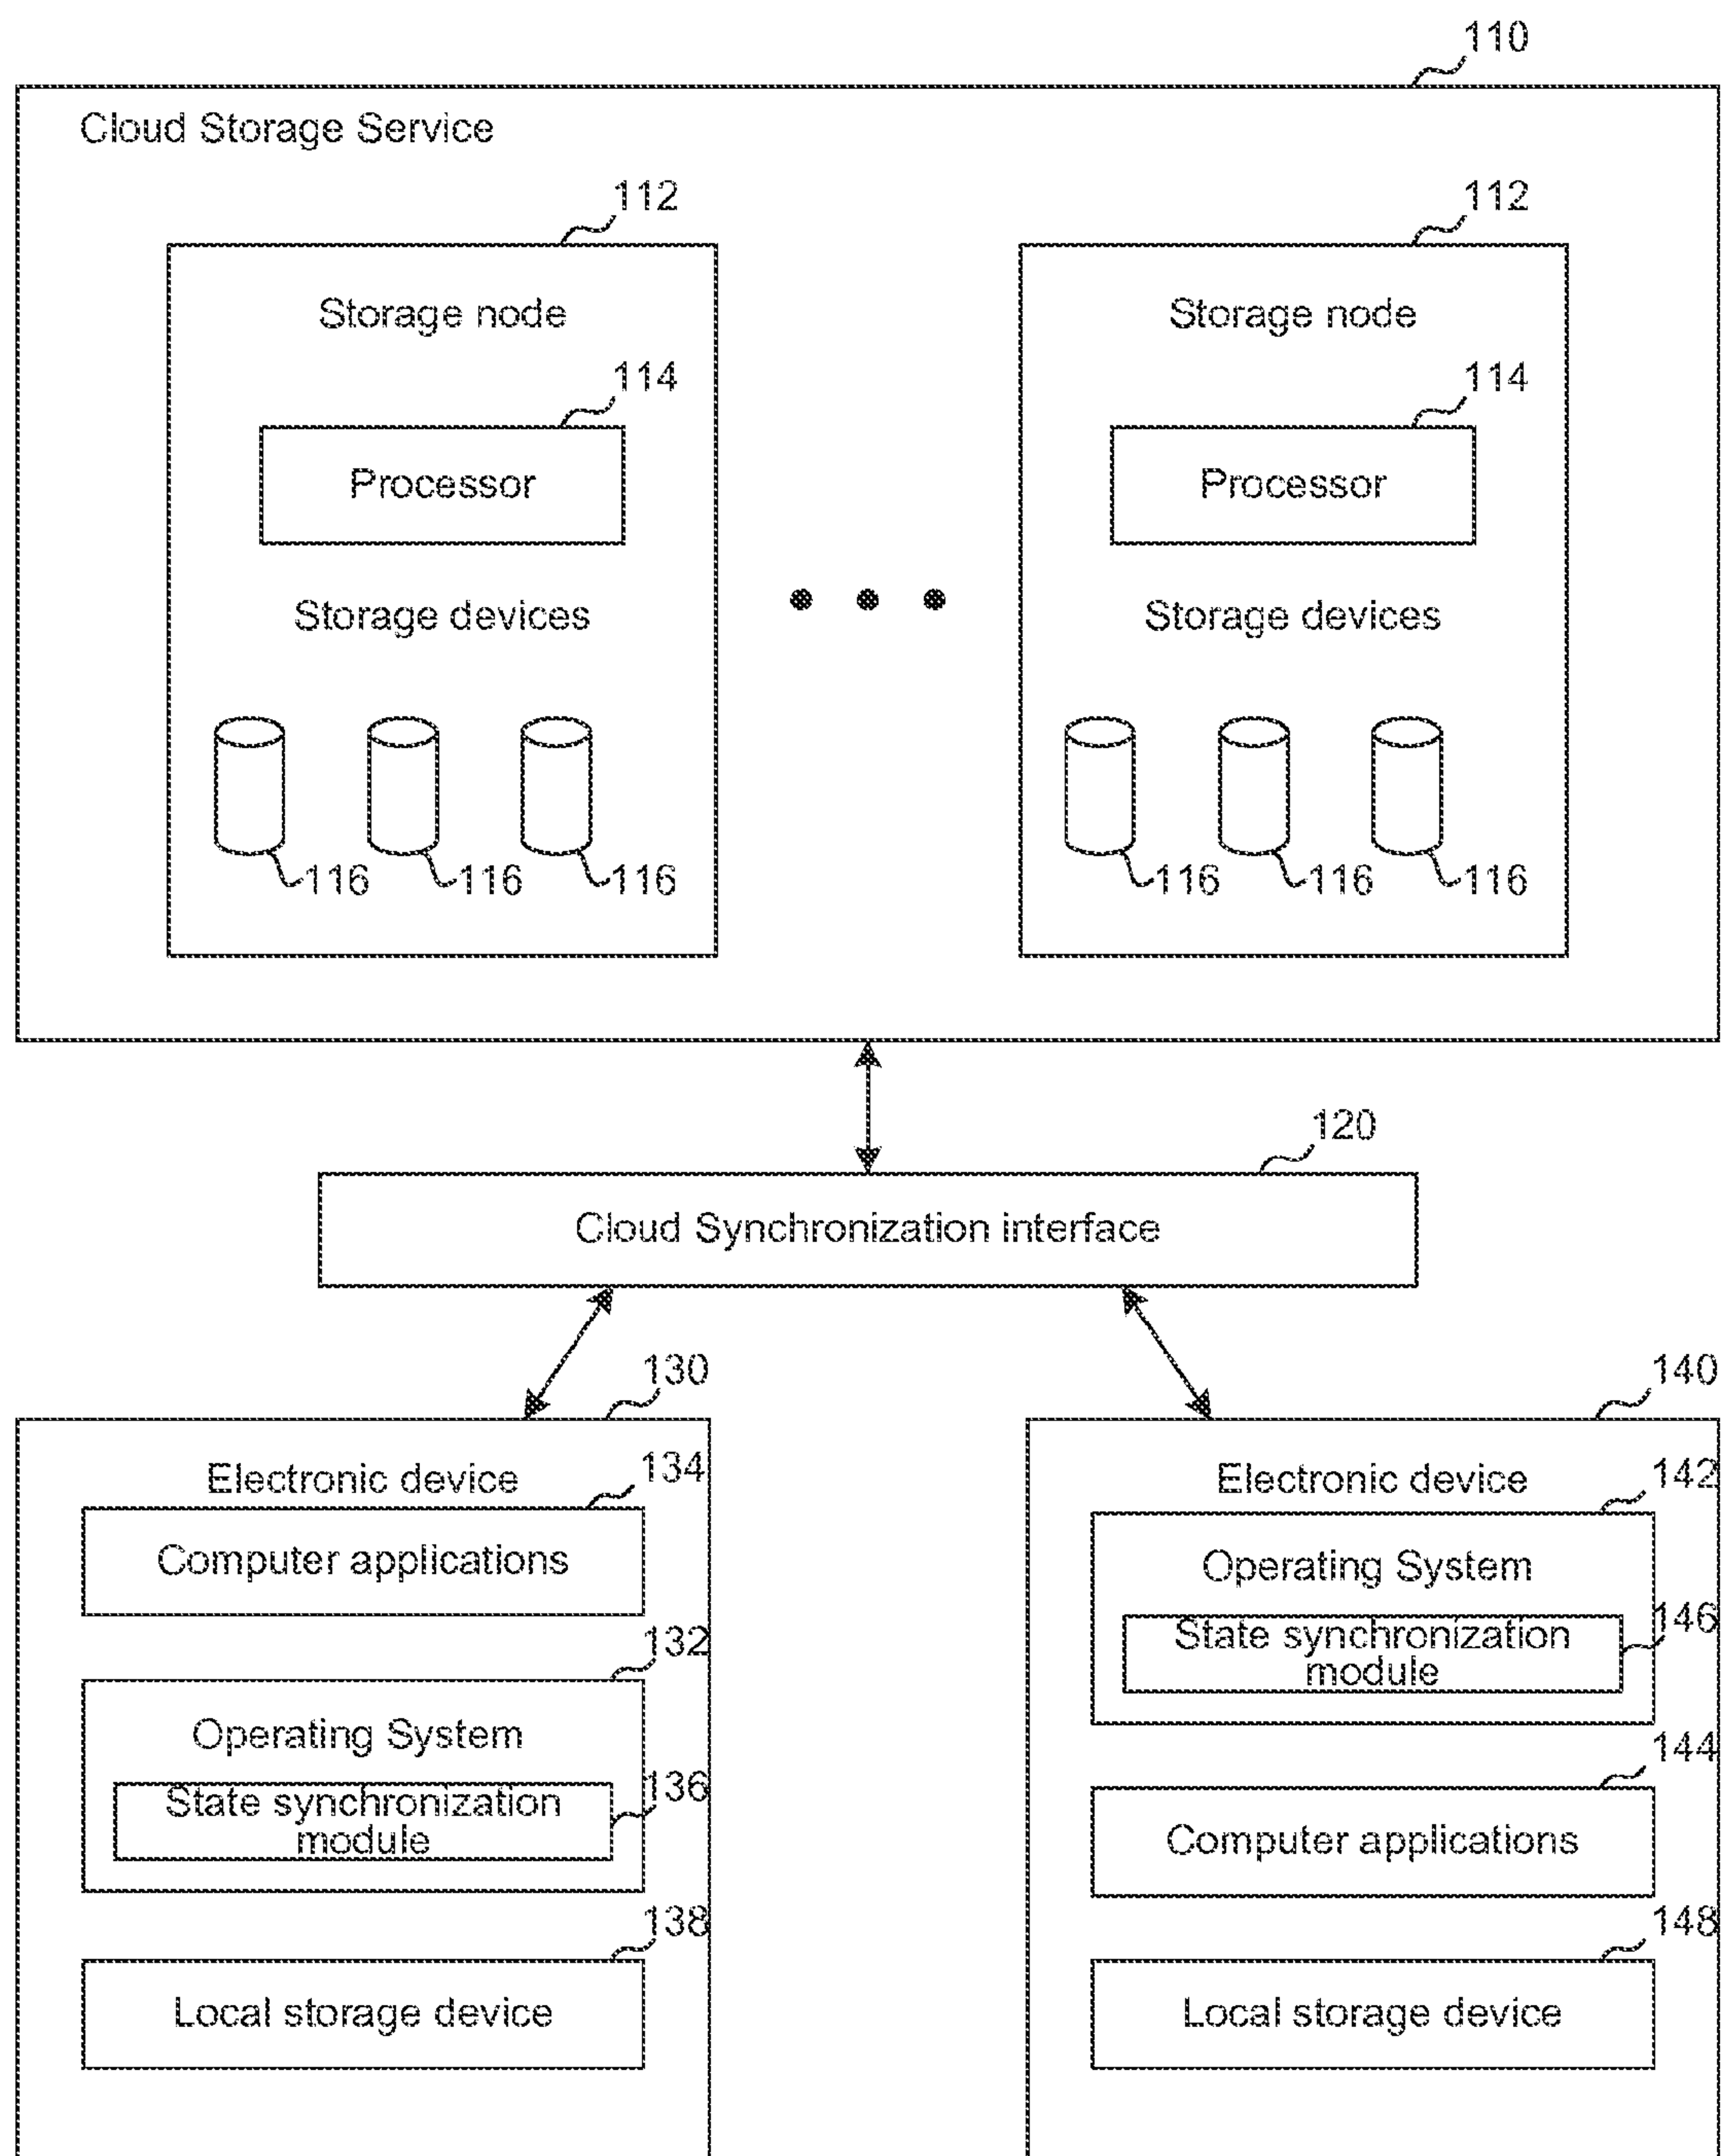 110
Cloud Storage Service
112
112
Storage node
Storage node
114
114
Processor
Processor
Storage devices
Storage devices
116
116
116
116
116
116
120
Cloud Synchronization interface
130
140
Electronic device
134
Computer applications
132
Operating System
136
State synchronization
module
138
Local storage device
Electronic device
142
Operating System
146
State synchronization
module
144
Computer applications
148
Local storage device